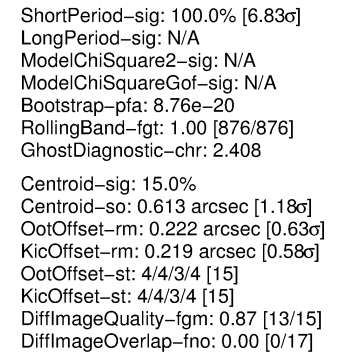 ShortPeriod−sig: 100.0% [6.83σ]
LongPeriod−sig: N/A
ModelChiSquare2−sig: N/A
ModelChiSquareGof−sig: N/A
Bootstrap−pfa: 8.76e−20
RollingBand−fgt: 1.00 [876/876]
GhostDiagnostic−chr: 2.408
Centroid−sig: 15.0%
Centroid−so: 0.613 arcsec [1.18σ]
OotOffset−rm: 0.222 arcsec [0.63σ]
KicOffset−rm: 0.219 arcsec [0.58σ]
OotOffset−st: 4/4/3/4 [15]
KicOffset−st: 4/4/3/4 [15]
DiffImageQuality−fgm: 0.87 [13/15]
DiffImageOverlap−fno: 0.00 [0/17]